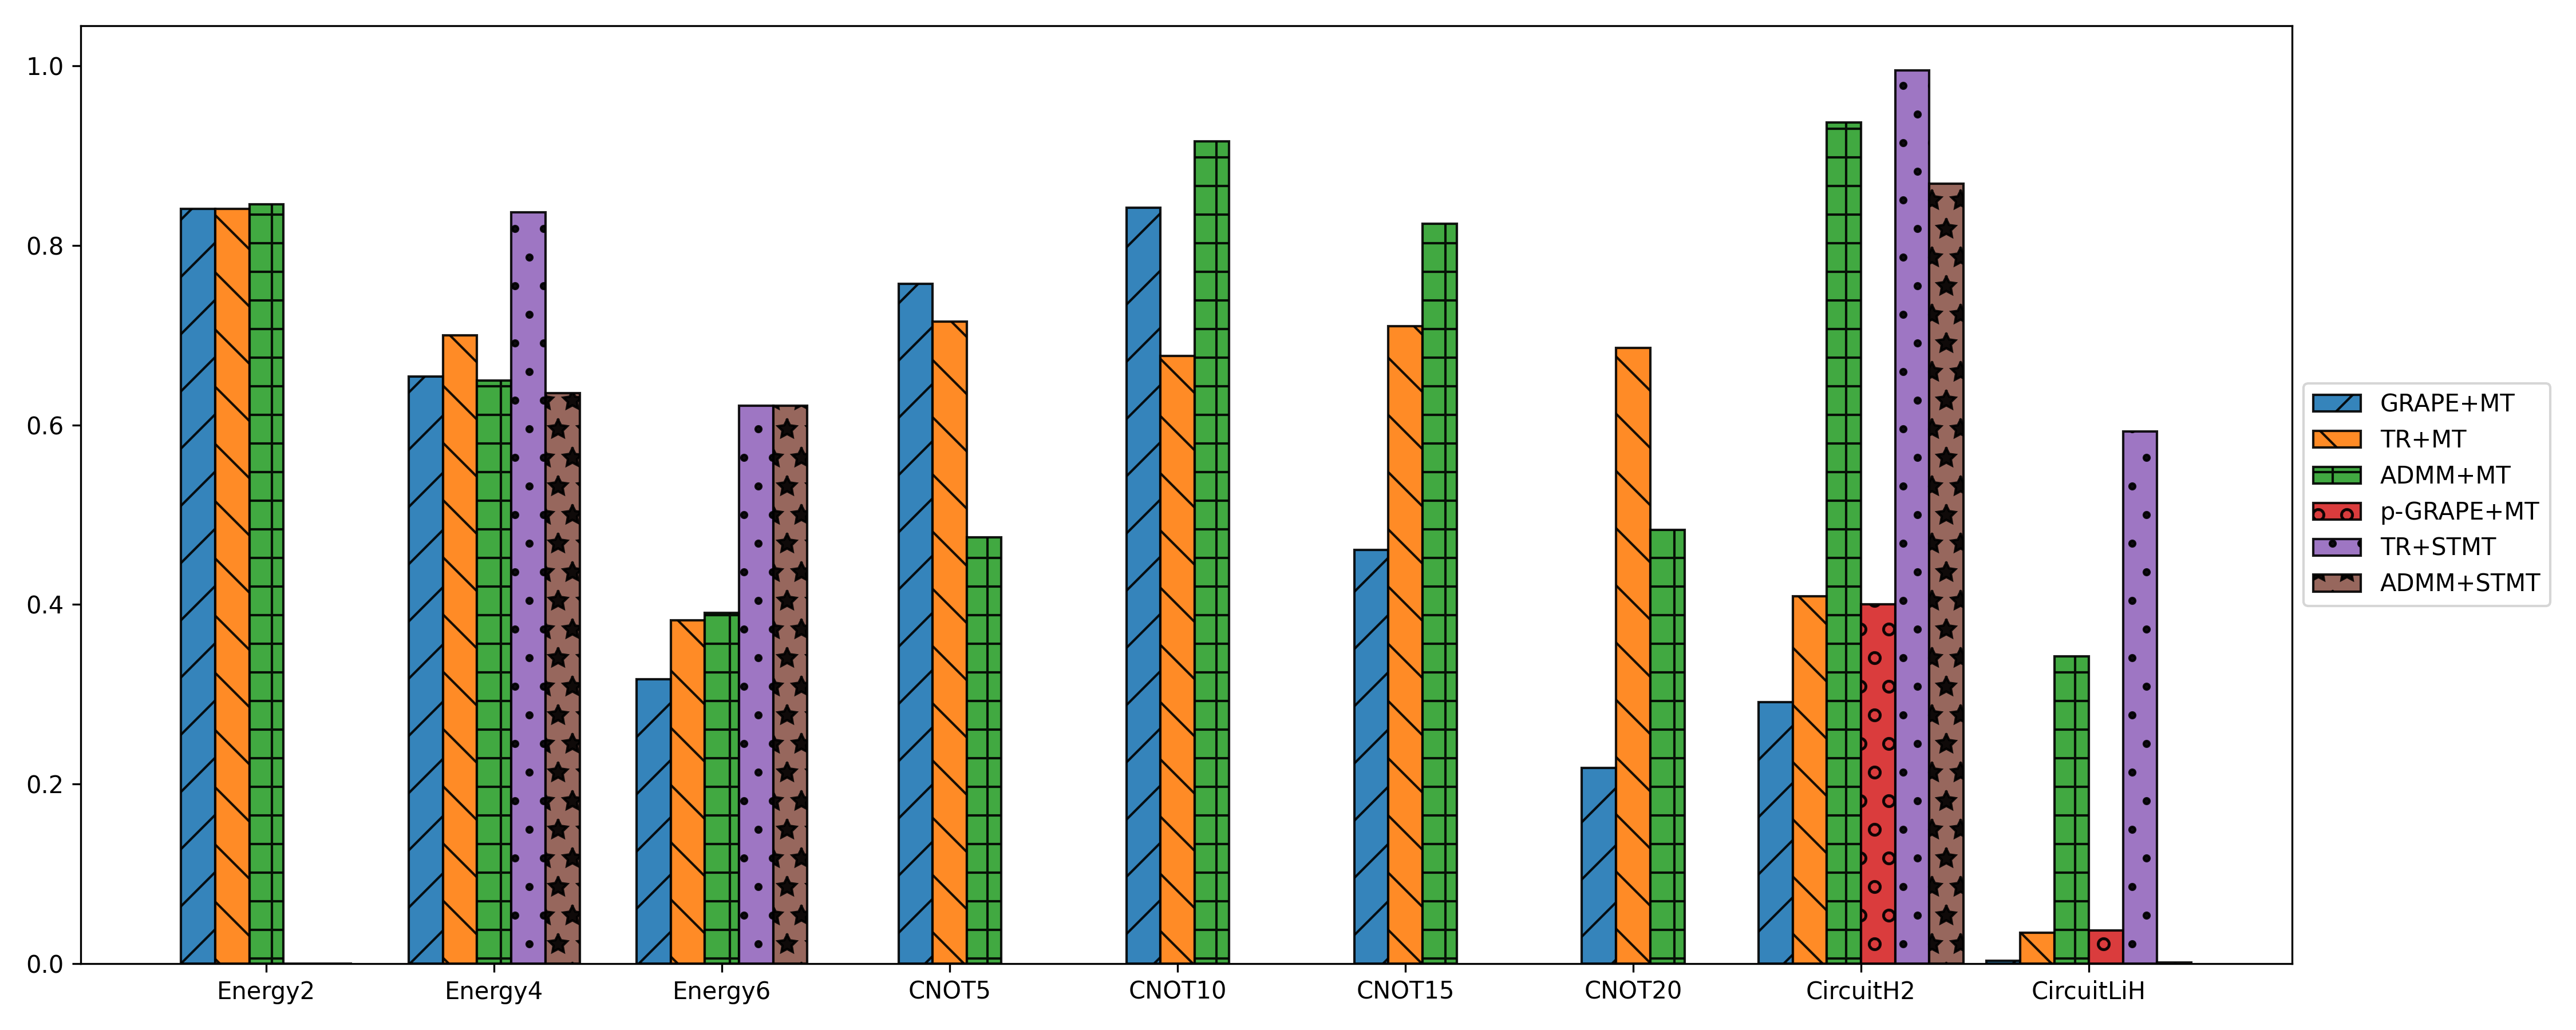 1.0
0.8
0.6
0.4
0.2
0.0
Energy2
Energy4
Energy6
CNOT5
CNOT10
CNOT15
CNOT20
CircuitH2
CircuitLiH
GRAPE+MT
TR+MT
ADMM+MT
p-GRAPE+MT
TR+STMT
ADMM+STMT